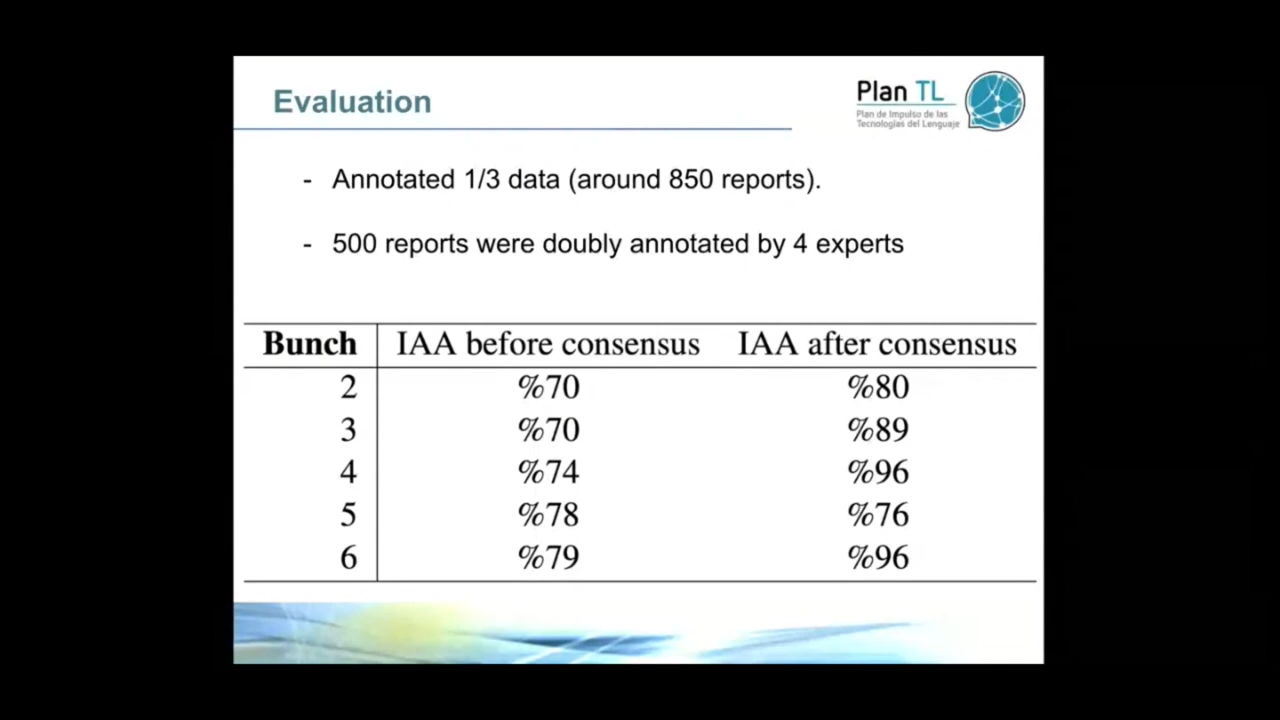 Evaluation
Plan TL
Plan de Impulso de las
Tecnologías del Lenguaje
- Annotated 1/3 data (around 850 reports).
- 500 reports were doubly annotated by 4 experts
Bunch IAA before consensus IAA after consensus
2 %70 %80
3 %70 %89
4 %74 %96
5 %78 %76
6 %79 %96